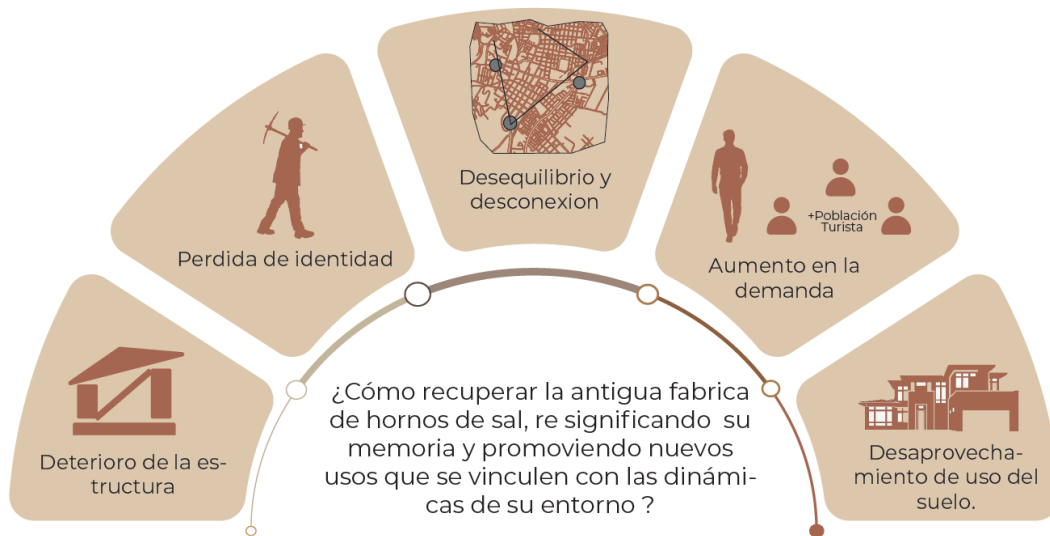 Desequilibrio y
desconexion
+Población
Turista
Perdida de identidad
Aumento en la
demanda
Deterioro de la es-
tructura
Desaprovecha-
miento de uso del
suelo.
¿Cómo recuperar la antigua fabrica
de hornos de sal, re significando su
memoria y promoviendo nuevos
usos que se vinculen con las dinámi-
cas de su entorno ?